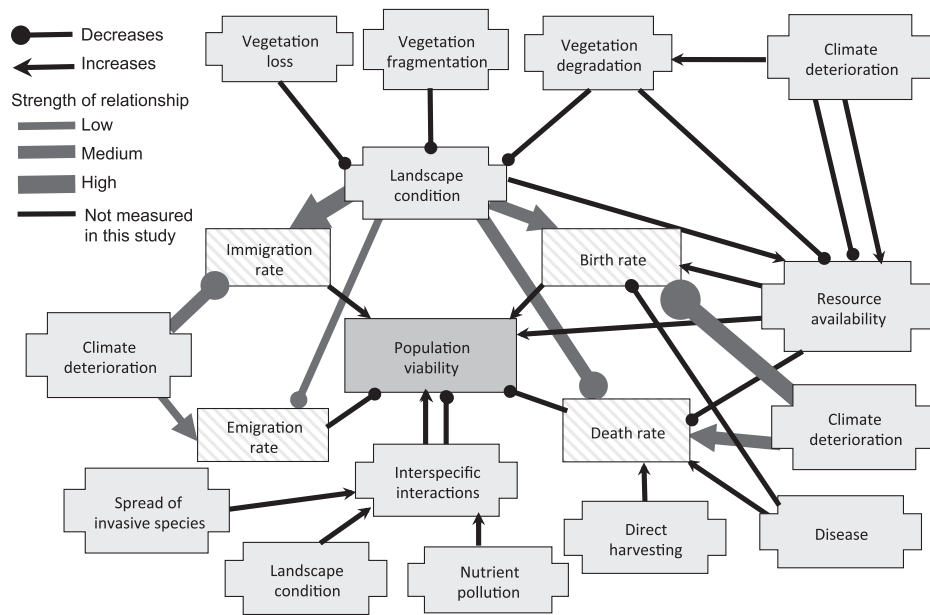 Decreases
Increases
Strength of relationship
Low
Medium
High
Not measured
in this study
Vegetation
loss
Vegetation
fragmentation
Vegetation
degradation
Climate
deterioration
Landscape
condition
Immigration
rate
Birth rate
Resource
availability
Climate
deterioration
Population
viability
Emigration
rate
Death rate
Climate
deterioration
Interspecific
interactions
Spread of
invasive species
Direct
harvesting
Disease
Landscape
condition
Nutrient
pollution